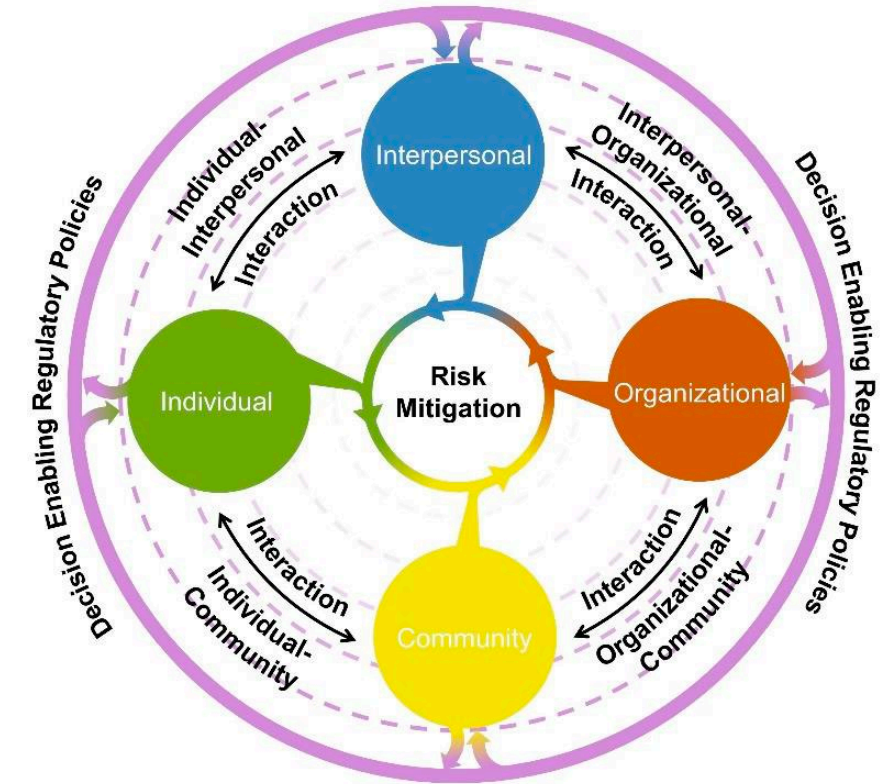 Decision Enabling Regulatory Policies
Individual-
Interpersonal
Interaction
Interpersonal
Interpersonal-
Organizational
Interaction
Decision Enabling Regulatory Policies
Individual
Risk
Mitigation
Organizational
Interaction
Individual-
Community
Community
Interaction
Organizational-
Community